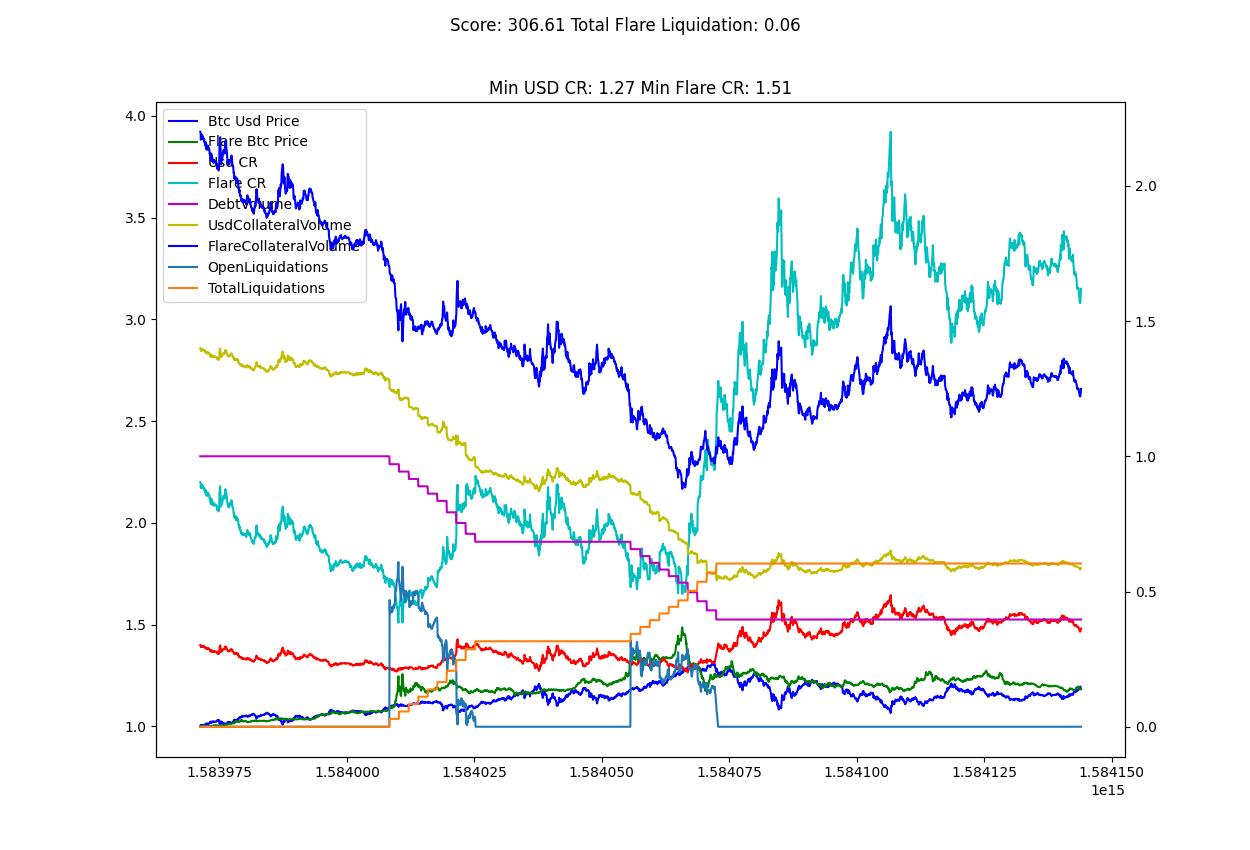 Score: 306.61 Total Flare Liquidation: 0.06
Min USD CR: 1.27 Min Flare CR: 1.51
Btc Usd Price
Flare Btc Price
Usd CR
Flare CR
DebtVolume
UsdCollateralVolume
FlareCollateralVolume
OpenLiquidations
TotalLiquidations
4.0
3.5
3.0
2.5
2.0
1.5
1.0
2.0
1.5
1.0
0.5
0.0
1.583975
1.584000
1.584025
1.584050
1.584075
1.584100
1.584125
1.584150
1e15